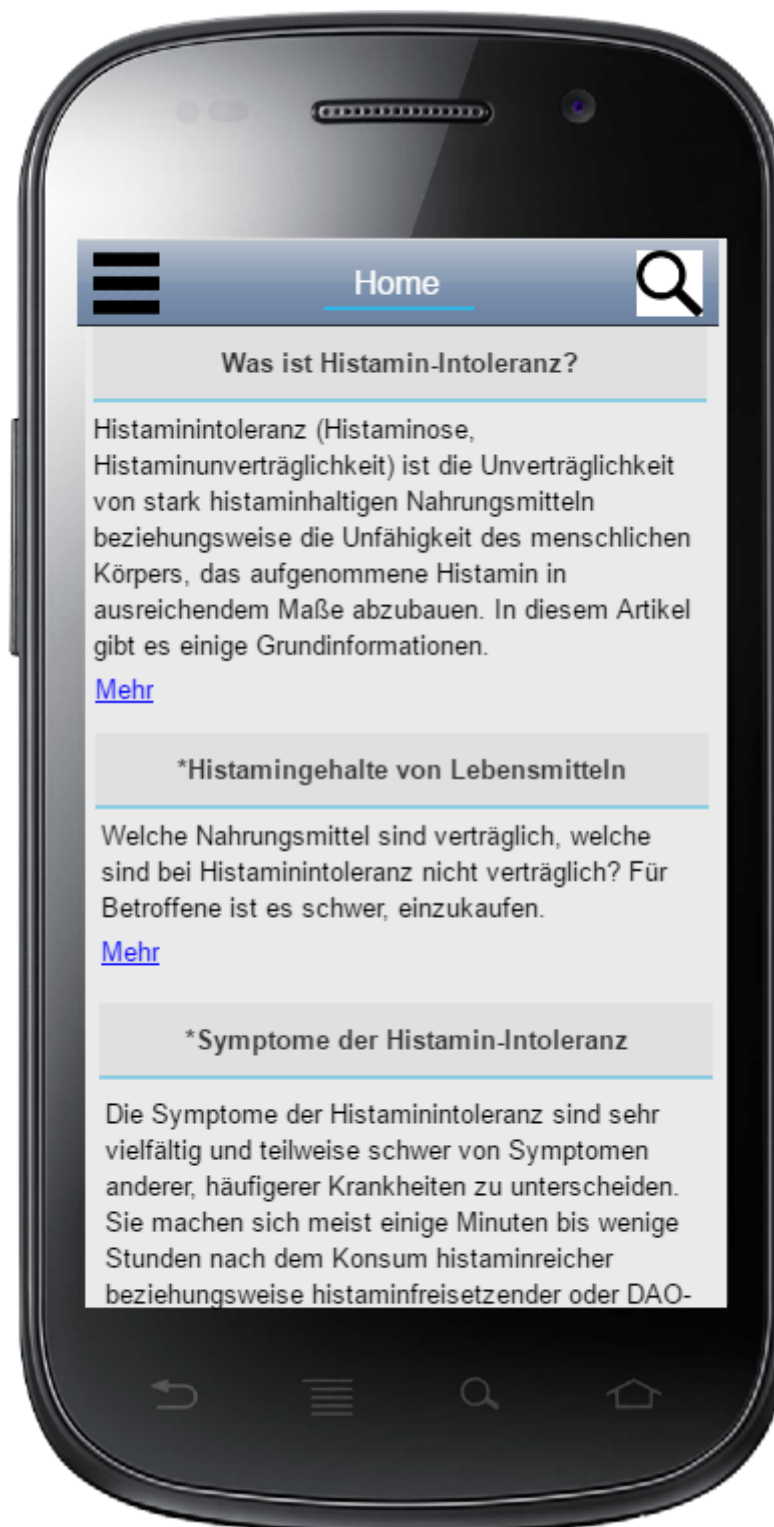 Home
Was ist Histamin-Intoleranz?
Histaminintoleranz (Histaminose,
Histaminunverträglichkeit) ist die Unverträglichkeit
von stark histaminhaltigen Nahrungsmitteln
beziehungsweise die Unfähigkeit des menschlichen
Körpers, das aufgenommene Histamin in
ausreichendem Maße abzubauen. In diesem Artikel
gibt es einige Grundinformationen.
Mehr
*Histamingehalte von Lebensmitteln
Welche Nahrungsmittel sind verträglich, welche
sind bei Histaminintoleranz nicht verträglich? Für
Betroffene ist es schwer, einzukaufen.
Mehr
*Symptome der Histamin-Intoleranz
Die Symptome der Histaminintoleranz sind sehr
vielfältig und teilweise schwer von Symptomen
anderer, häufigerer Krankheiten zu unterscheiden.
Sie machen sich meist einige Minuten bis wenige
Stunden nach dem Konsum histaminreicher
beziehungsweise histaminfreisetzender oder DAO-